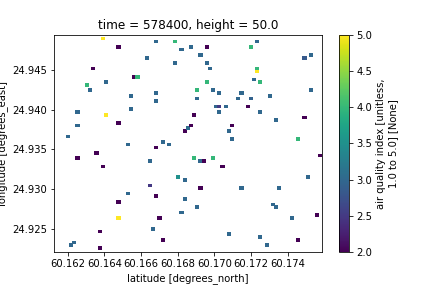 time = 578400, height = 50.0
24.945
24.940
24.935
24.930
24.925
longitude [degrees_east]
60.162 60.164 60.166 60.168 60.170 60.172 60.174
latitude [degrees_north]
5.0
4.5
4.0
3.5
3.0
2.5
2.0
air quality index [unitless,
1.0 to 5.0] [None]